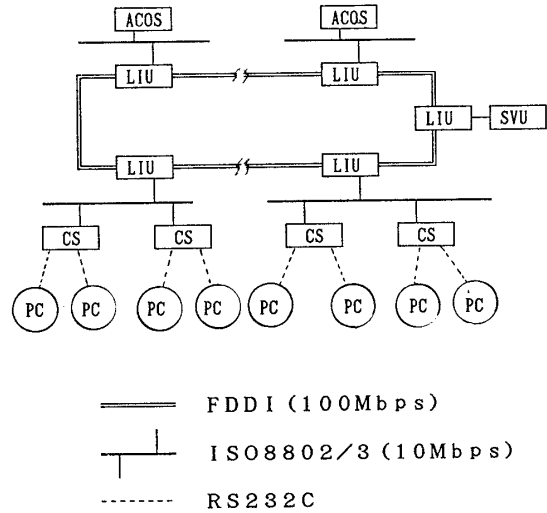 ACOS ACOS
LIU LIU
LIU SVU
LIU LIU
CS CS CS CS
PC PC PC PC PC PC PC PC
FDDI(100Mbps)
ISO8802/3(10Mbps)
RS232C